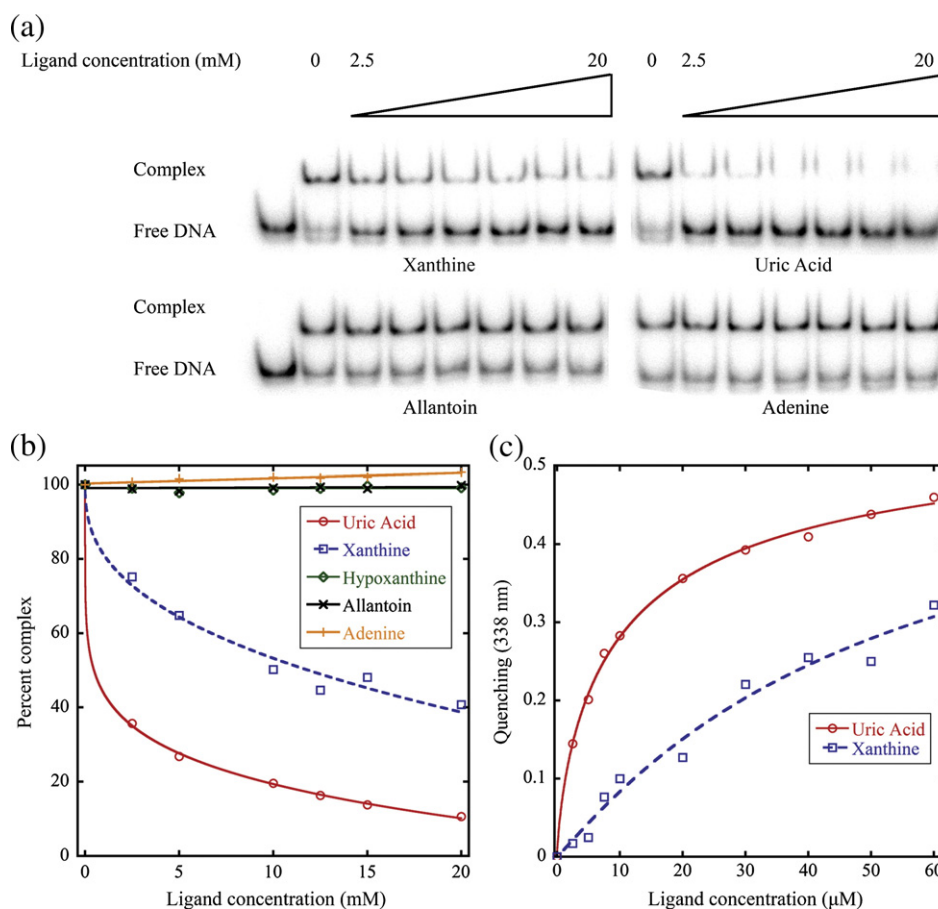 (a)
Ligand concentration (mM) 0 2.5 20 0 2.5 20
Complex
Free DNA
Xanthine Uric Acid
Complex
Free DNA
Allantoin Adenine
(b)
100
80
60
40
20
0
Percent complex
Uric Acid
Xanthine
Hypoxanthine
Allantoin
Adenine
0 5 10 15 20
Ligand concentration (mM)
(c)
0.5
0.4
0.3
0.2
0.1
0
Quenching (338 nm)
Uric Acid
Xanthine
0 10 20 30 40 50 60
Ligand concentration (μM)